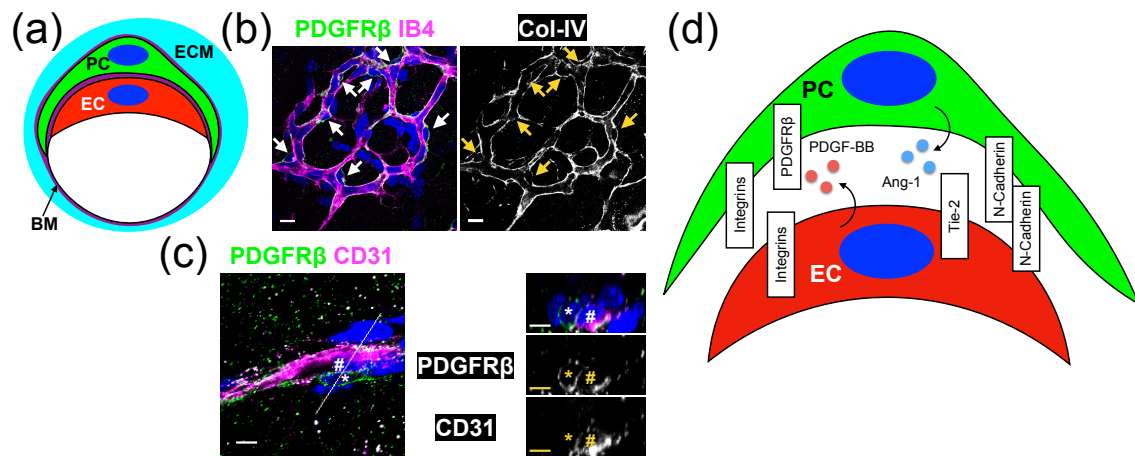 (a)
ECM
PC
EC
BM
(b)
PDGFRβ IB4
Col-IV
(c)
PDGFRβ CD31
#
*
*
#
PDGFRβ
*
#
CD31
*
#
(d)
PC
PDGFRβ
PDGF-BB
Ang-1
Integrins
Integrins
Tie-2
N-Cadherin
N-Cadherin
EC